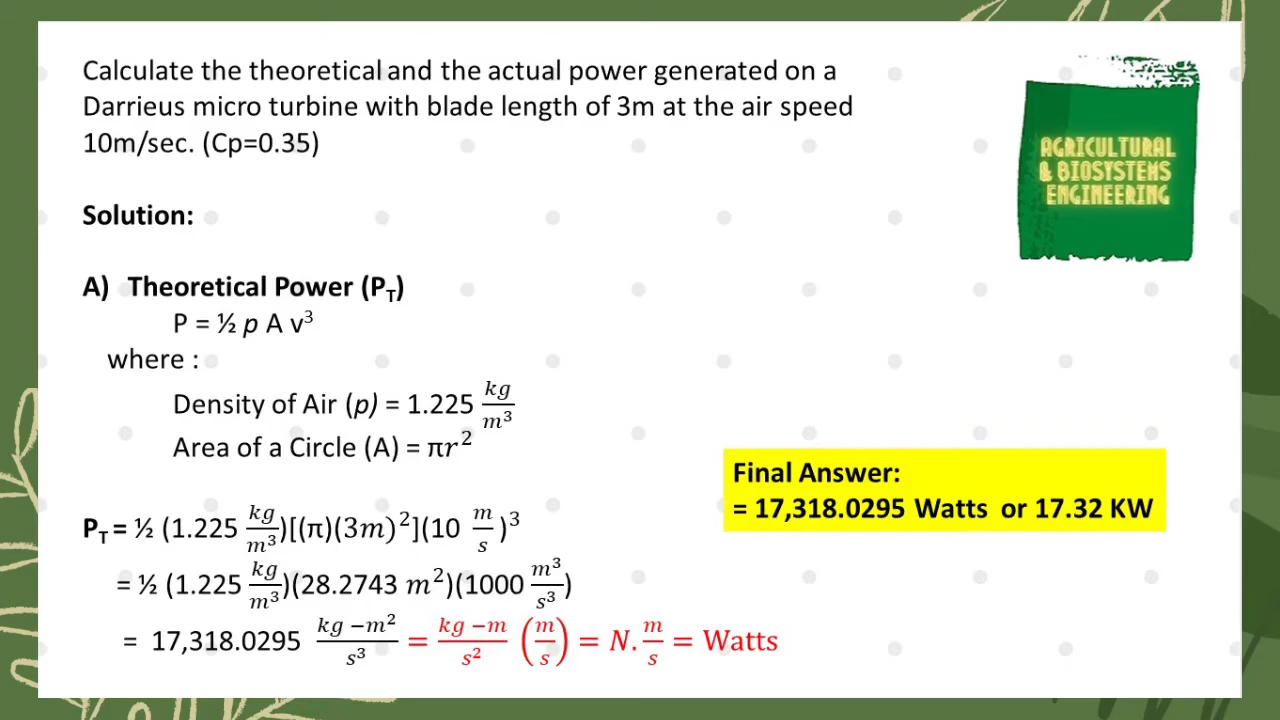 Calculate the theoretical and the actual power generated on a
Darrieus micro turbine with blade length of 3m at the air speed
10m/sec. (Cp=0.35)
AGRICULTURAL
& BIOSYSTEMS
ENGINEERING
Solution:
A) Theoretical Power (P_T)
P = ½ p A v³
where :
Density of Air (p) = 1.225 kg/m³
Area of a Circle (A) = πr²
Final Answer:
= 17,318.0295 Watts or 17.32 KW
P_T = ½ (1.225 kg/m³)[(π)(3m)²](10 m/s)³
= ½ (1.225 kg/m³)(28.2743 m²)(1000 m³/s³)
= 17,318.0295 kg −m²/s³ = kg −m/s² (m/s) = N. m/s = Watts